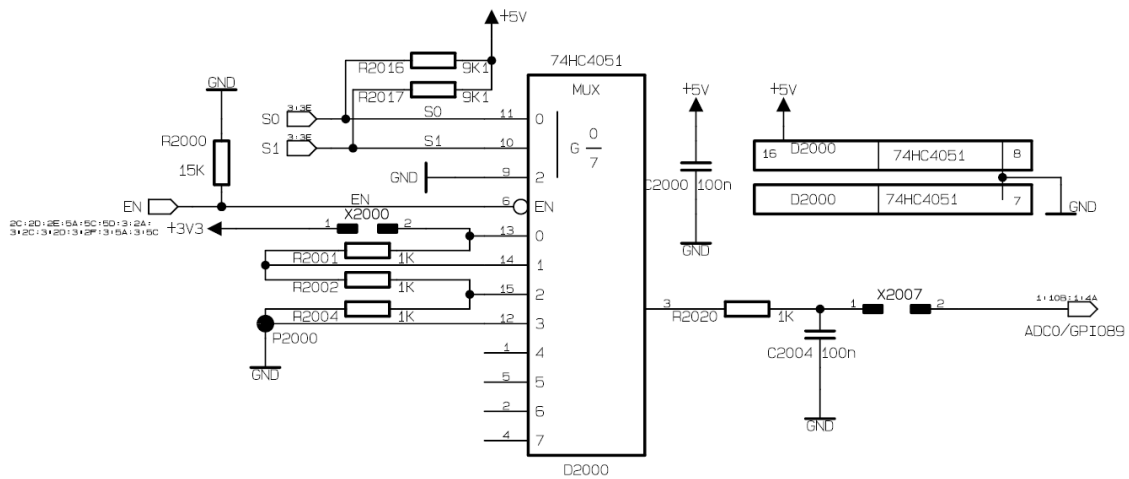 +5V
74HC4051
R2016 9K1
MUX
GND
R2017 9K1
+5V
+5V
3:3E
S0 S0 11 0
0
G
7
R2000
3:3E
S1 S1 10 1
16 D2000 74HC4051 8
15K
GND 9 2
C2000 100n
D2000 74HC4051 7
EN EN 6 EN
GND
2C:2D:2E:5A:5C:5D:3:2A:
3:2C:3:2D:3:2F:3:5A:3:5C
+3V3 1 X2000 2 13 0
GND
R2001 1K
14 1
R2002 1K
15 2
3 R2020 1K
1 X2007 2
1:10B:1:4A
ADC0/GPIO89
R2004 1K
12 3
P2000
C2004 100n
1 4
GND
5 5
2 6
GND
4 7
D2000